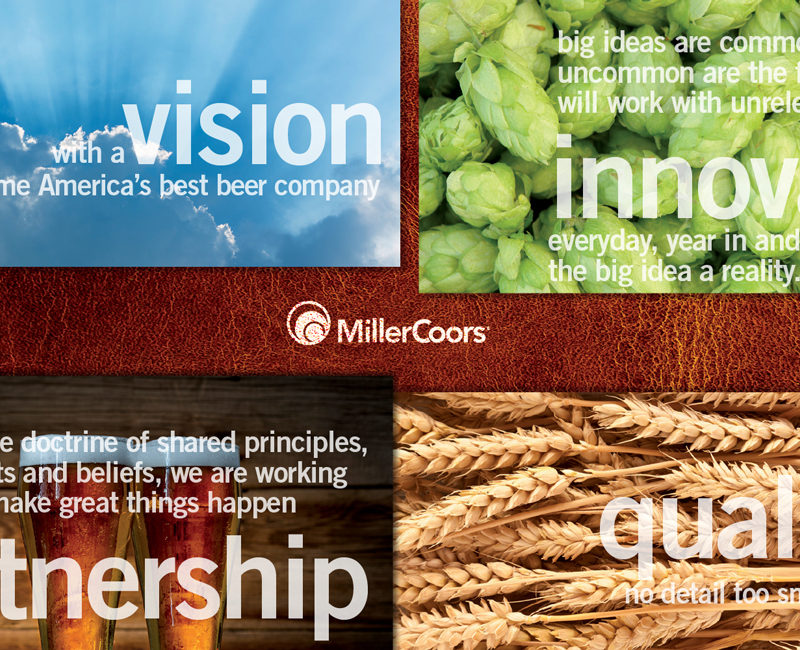 with a vision
me America's best beer company
big ideas are commo
uncommon are the f
will work with unrele
innov
everyday, year in and
the big idea a reality.
MillerCoors
e doctrine of shared principles,
ts and beliefs, we are working
make great things happen
tnership
quali
no detail too sm